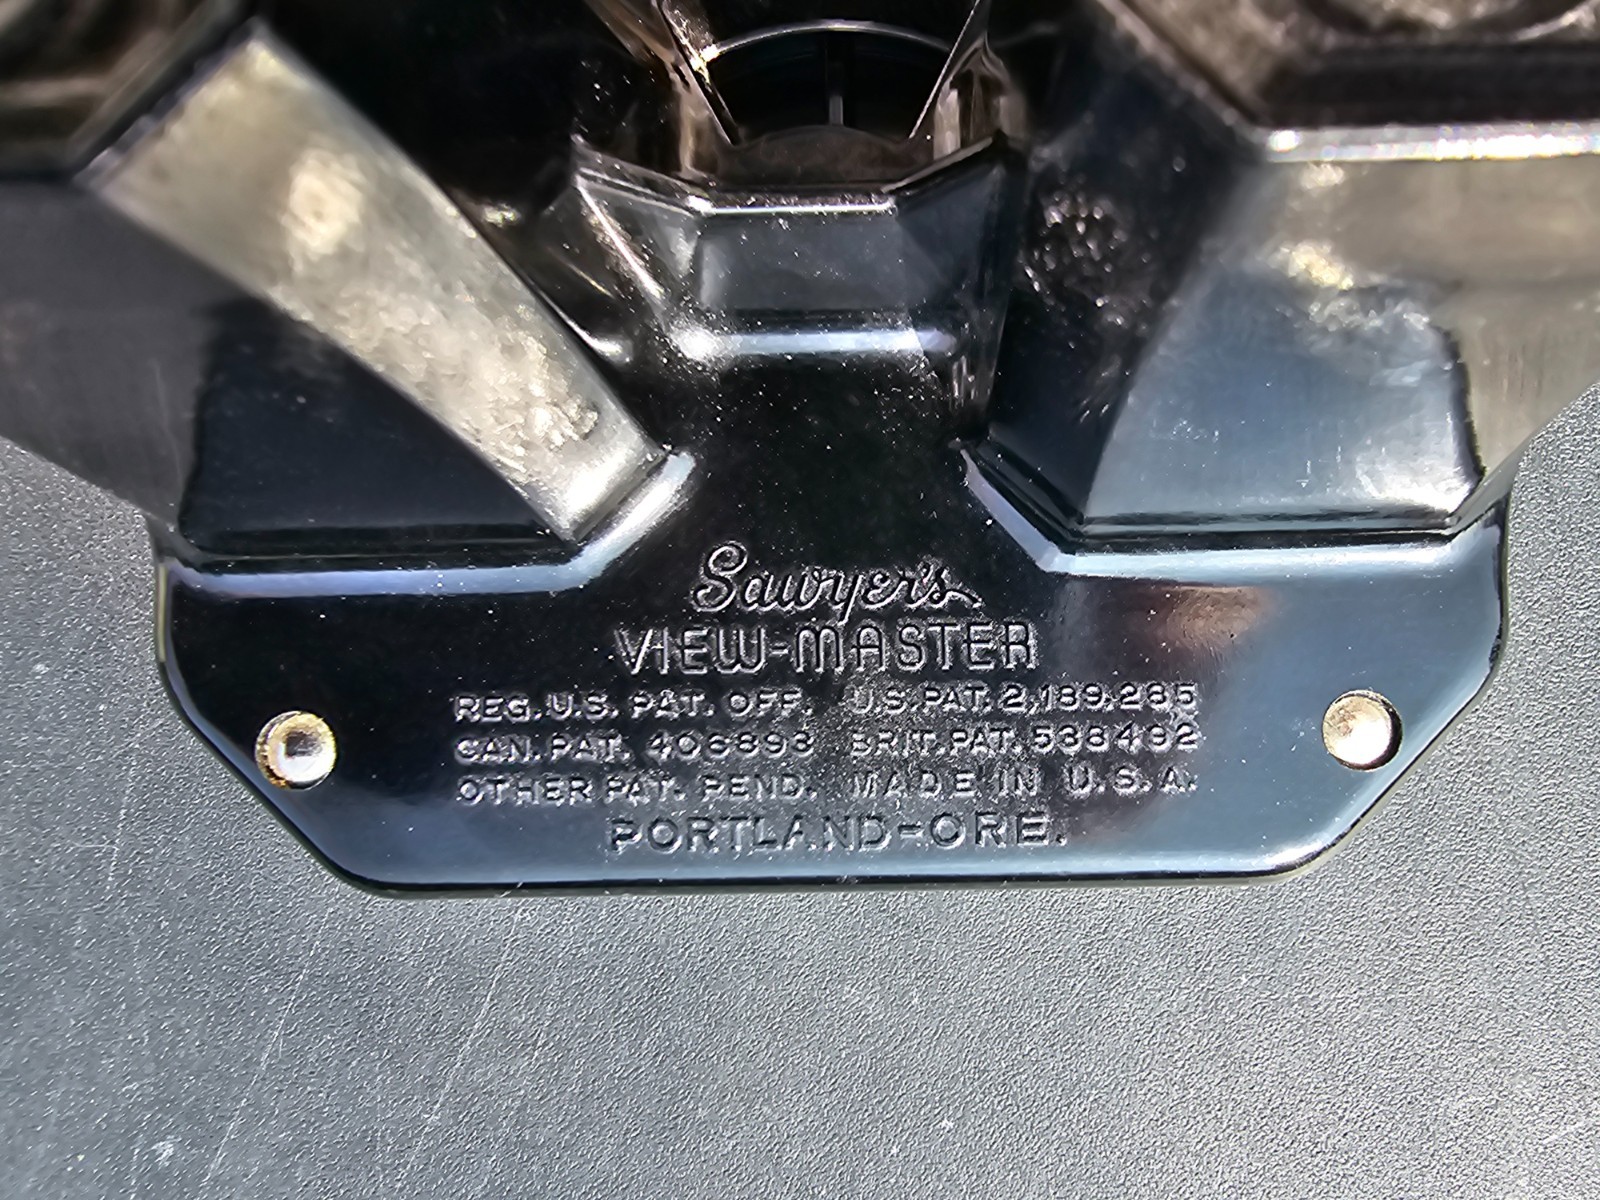 Sawyer's
VIEW-MASTER
REG. U.S. PAT. OFF. U.S. PAT. 2,189,285
CAN. PAT. 406898 BRIT. PAT. 538492
OTHER PAT. PEND. MADE IN U.S.A.
PORTLAND-ORE.